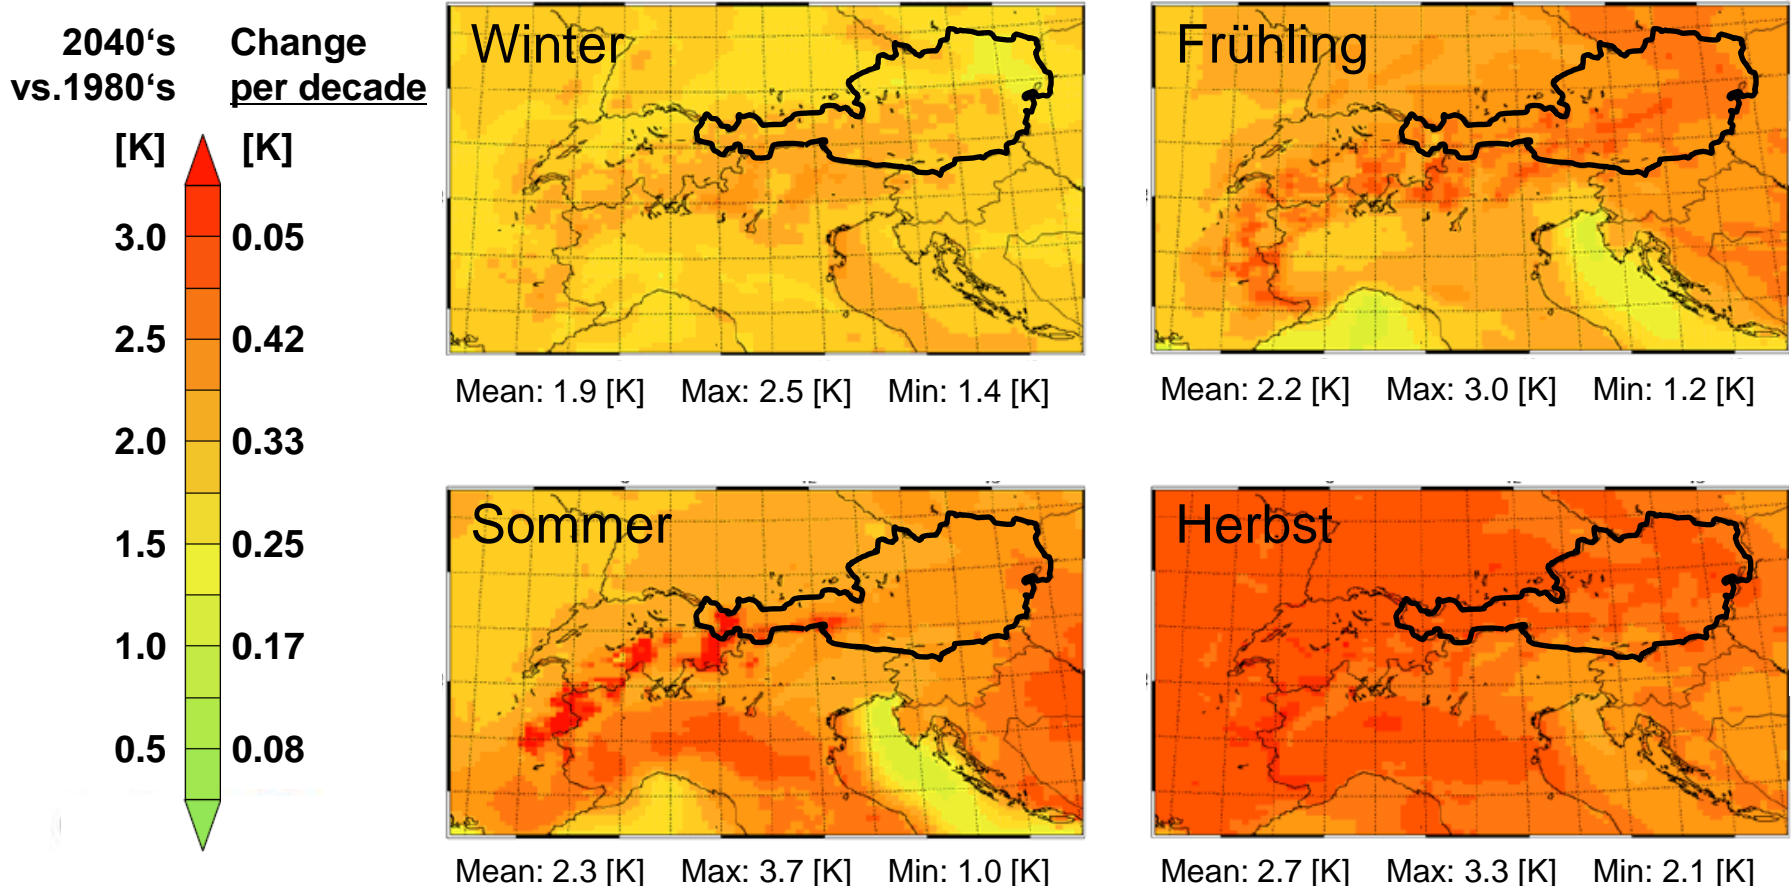 2040‘s Change
vs.1980‘s per decade
[K] [K]
3.0 0.05
2.5 0.42
2.0 0.33
1.5 0.25
1.0 0.17
0.5 0.08
Winter
Mean: 1.9 [K] Max: 2.5 [K] Min: 1.4 [K]
Frühling
Mean: 2.2 [K] Max: 3.0 [K] Min: 1.2 [K]
Sommer
Mean: 2.3 [K] Max: 3.7 [K] Min: 1.0 [K]
Herbst
Mean: 2.7 [K] Max: 3.3 [K] Min: 2.1 [K]